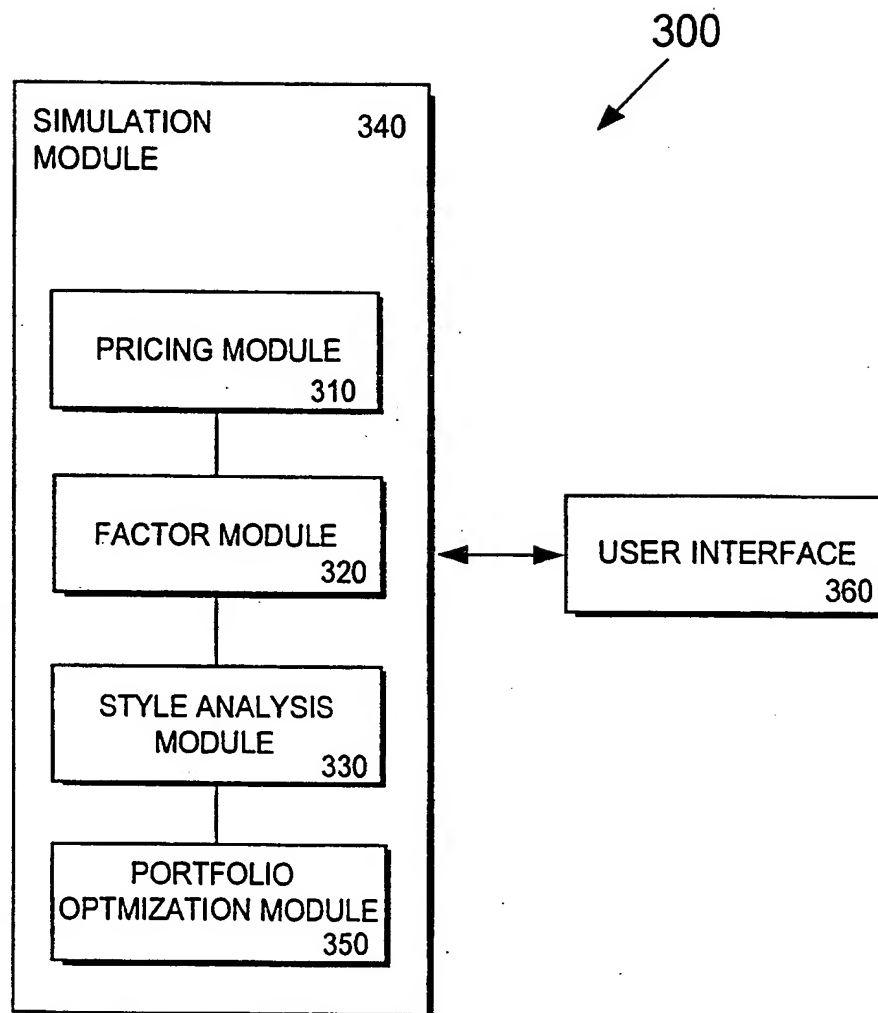 300
SIMULATION 340
MODULE
PRICING MODULE
310
FACTOR MODULE
320
STYLE ANALYSIS
MODULE
330
PORTFOLIO
OPTMIZATION MODULE
350
USER INTERFACE
360